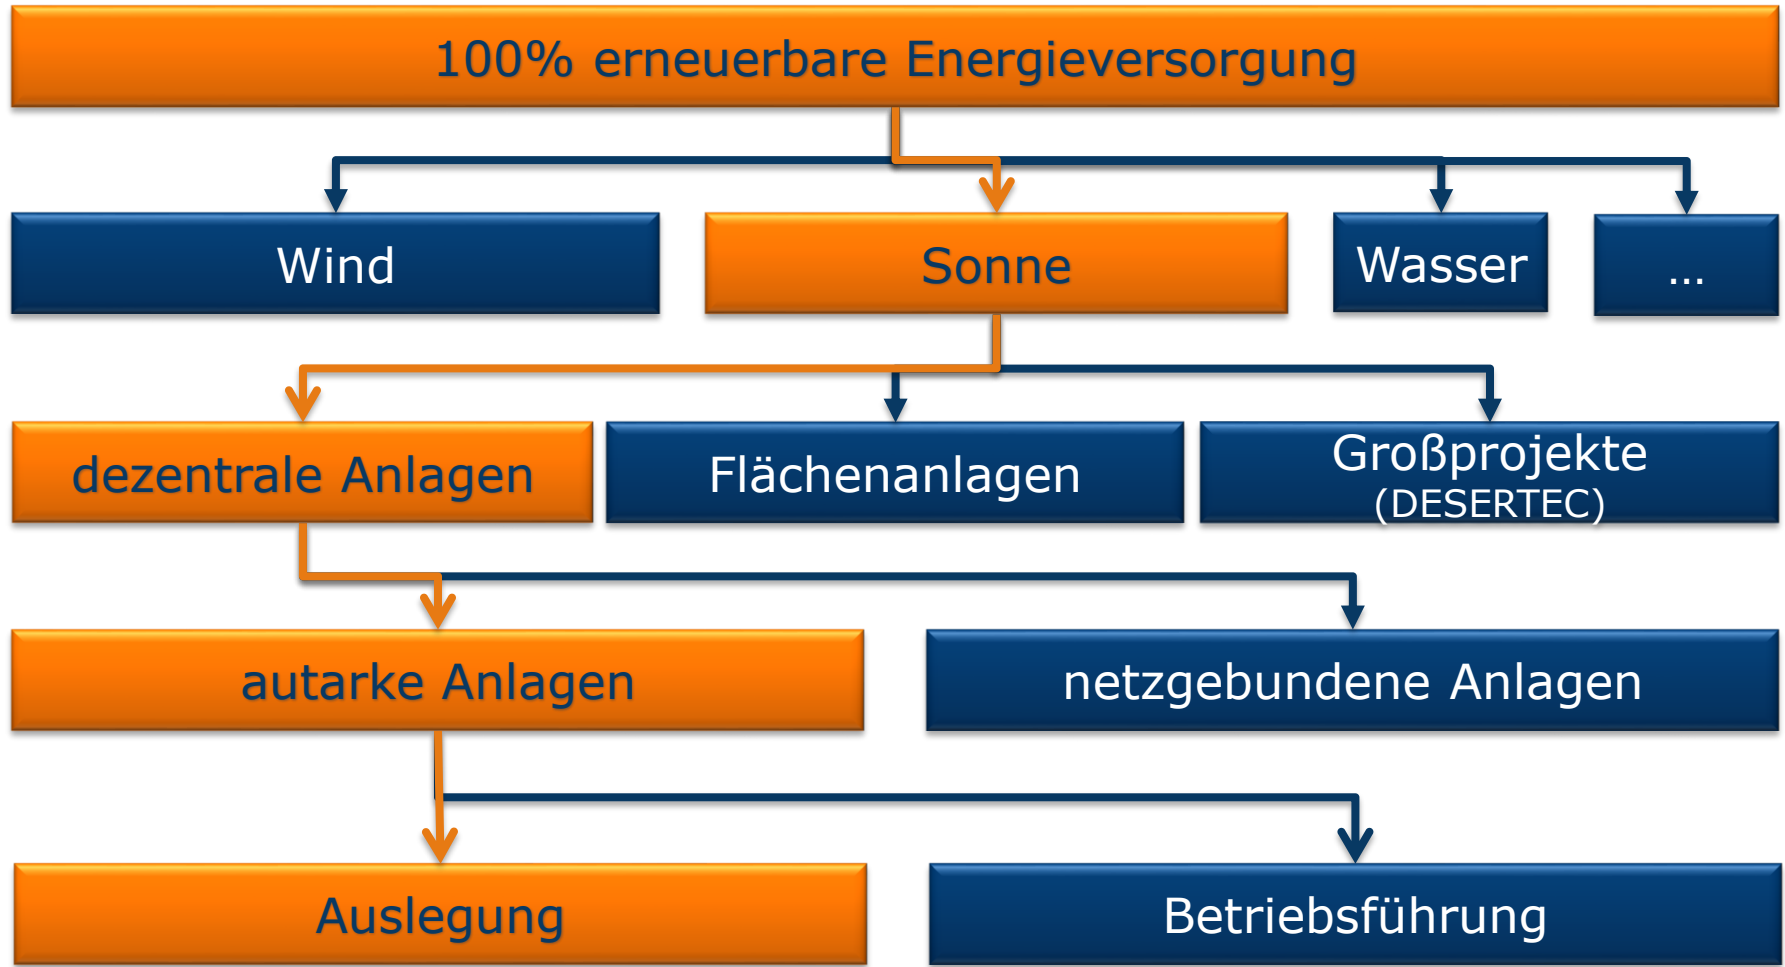 100% erneuerbare Energieversorgung
Wind
Sonne
Wasser
...
dezentrale Anlagen
Flächenanlagen
Großprojekte
(DESERTEC)
autarke Anlagen
netzgebundene Anlagen
Auslegung
Betriebsführung